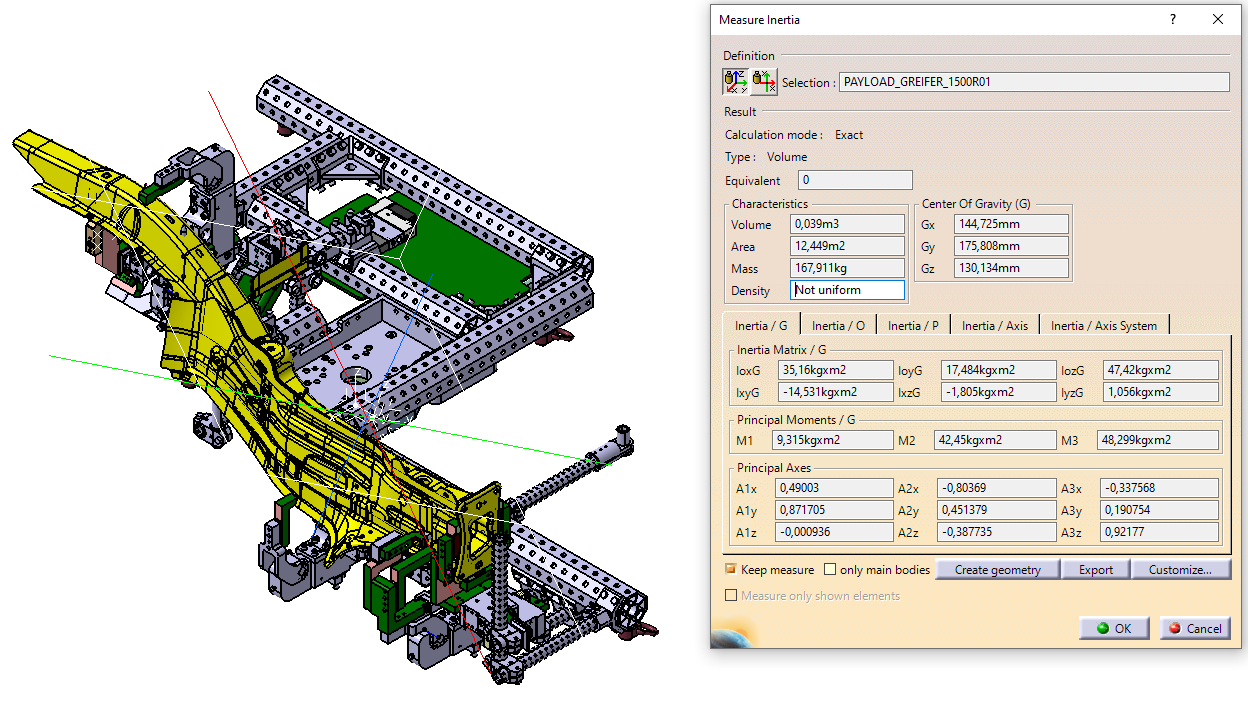 Measure Inertia ? ×
Definition
Selection : PAYLOAD_GREIFER_1500R01
Result
Calculation mode : Exact
Type : Volume
Equivalent 0
Characteristics
Volume 0,039m3
Area 12,449m2
Mass 167,911kg
Density Not uniform
Center Of Gravity (G)
Gx 144,725mm
Gy 175,808mm
Gz 130,134mm
Inertia / G Inertia / O Inertia / P Inertia / Axis Inertia / Axis System
Inertia Matrix / G
IoxG 35,16kgxm2 IoyG 17,484kgxm2 IozG 47,42kgxm2
IxyG -14,531kgxm2 IxzG -1,805kgxm2 IyzG 1,056kgxm2
Principal Moments / G
M1 9,315kgxm2 M2 42,45kgxm2 M3 48,299kgxm2
Principal Axes
A1x 0,49003 A2x -0,80369 A3x -0,337568
A1y 0,871705 A2y 0,451379 A3y 0,190754
A1z -0,000936 A2z -0,387735 A3z 0,92177
Keep measure only main bodies Create geometry Export Customize...
Measure only shown elements
OK Cancel